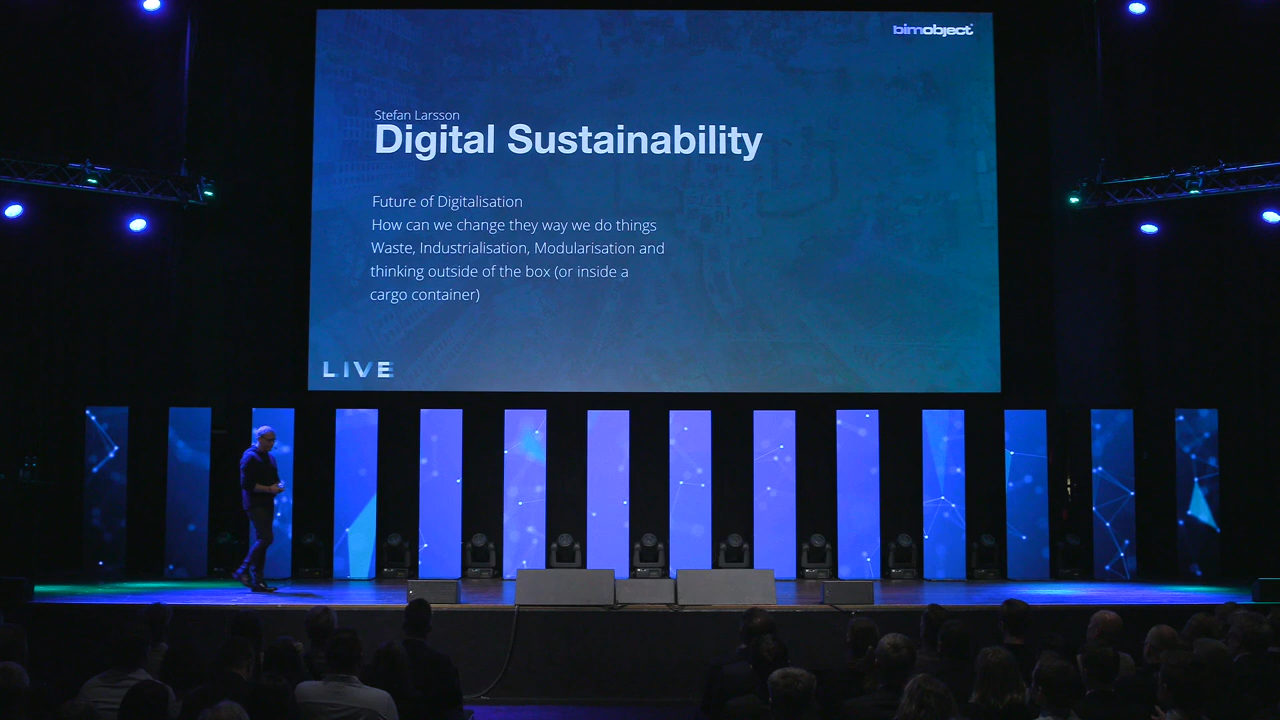 bimobject®
Stefan Larsson
Digital Sustainability
Future of Digitalisation
How can we change they way we do things
Waste, Industrialisation, Modularisation and
thinking outside of the box (or inside a
cargo container)
LIVE